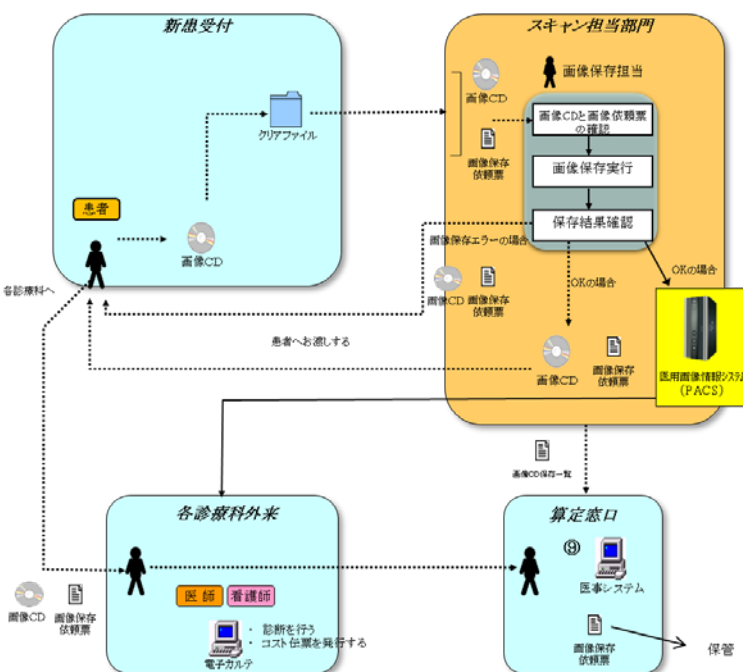 新患受付
クリアファイル
患者
画像CD
各診療科へ
スキャン担当部門
画像CD
画像保存担当
画像保存
依頼票
画像CDと画像依頼票
の確認
画像保存実行
保存結果確認
画像保存エラーの場合
画像CD
画像保存
依頼票
OKの場合
OKの場合
患者へお渡しする
画像CD
画像保存
依頼票
医用画像情報システム
(PACS)
画像CD保存一覧
各診療科外来
医師
看護師
電子カルテ
・ 診断を行う
・ コスト伝票を発行する
画像CD
画像保存
依頼票
算定窓口
⑨
医事システム
画像保存
依頼票
保管